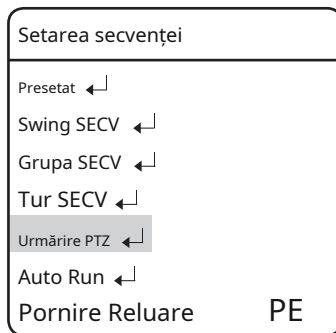 Setarea secvenței
Presetat ↵
Swing SECV ↵
Grupa SECV ↵
Tur SECV ↵
Urmărire PTZ ↵
Auto Run ↵
Pornire Reluare PE